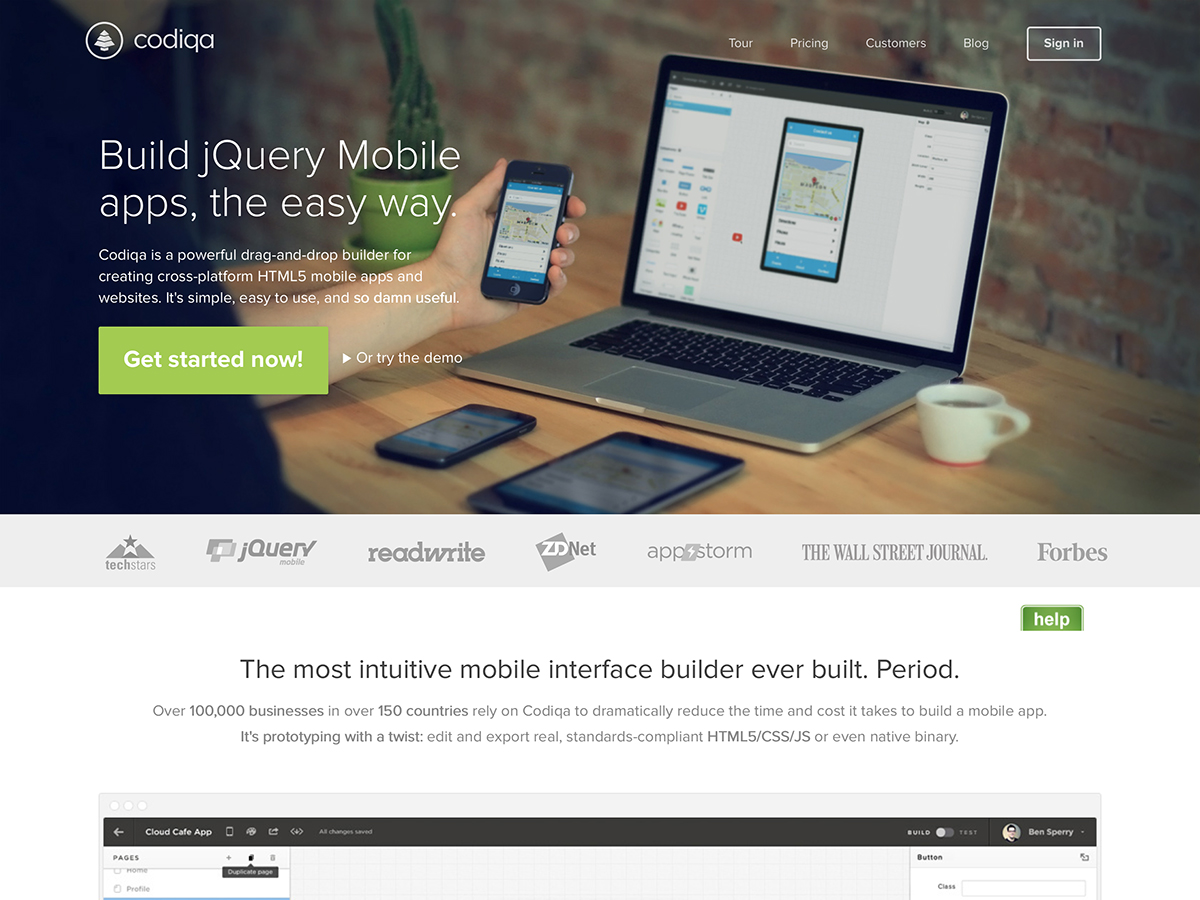 codiqa
Tour Pricing Customers Blog Sign in
Build jQuery Mobile
apps, the easy way.
Codiqa is a powerful drag-and-drop builder for
creating cross-platform HTML5 mobile apps and
websites. It's simple, easy to use, and so damn useful.
Get started now! Or try the demo
techstars jQuery mobile readwrite ZDNet appstorm THE WALL STREET JOURNAL. Forbes
help
The most intuitive mobile interface builder ever built. Period.
Over 100,000 businesses in over 150 countries rely on Codiqa to dramatically reduce the time and cost it takes to build a mobile app.
It's prototyping with a twist: edit and export real, standards-compliant HTML5/CSS/JS or even native binary.
Cloud Cafe App All changes saved BUILD TEST Ben Sperry
PAGES Button
Home Duplicate page
Profile Class